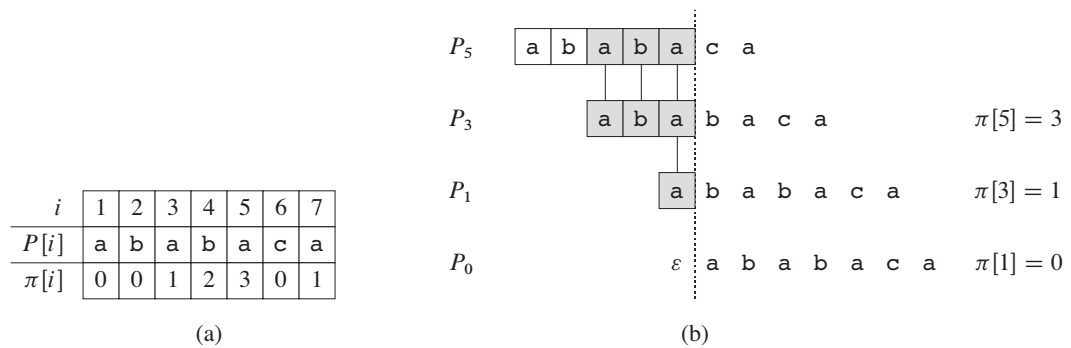 i 1 2 3 4 5 6 7
P[i] a b a b a c a
π[i] 0 0 1 2 3 0 1
(a)
P5 a b a b a c a
P3 a b a b a c a π[5] = 3
P1 a b a b a c a π[3] = 1
P0 ε a b a b a c a π[1] = 0
(b)